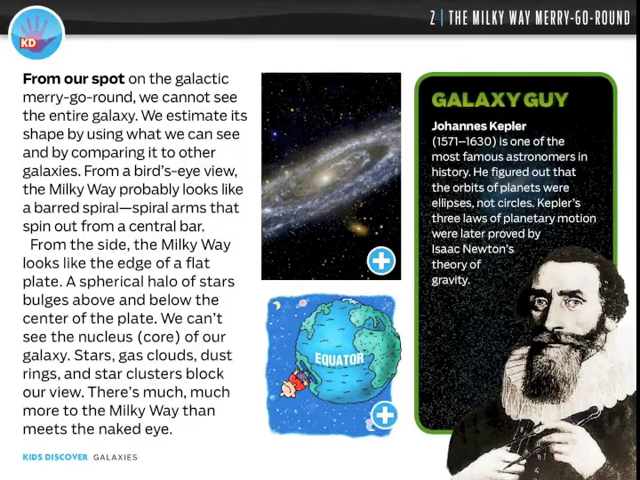 KD
2 | THE MILKY WAY MERRY-GO-ROUND
From our spot on the galactic
merry-go-round, we cannot see
the entire galaxy. We estimate its
shape by using what we can see
and by comparing it to other
galaxies. From a bird's-eye view,
the Milky Way probably looks like
a barred spiral—spiral arms that
spin out from a central bar.
From the side, the Milky Way
looks like the edge of a flat
plate. A spherical halo of stars
bulges above and below the
center of the plate. We can't
see the nucleus (core) of our
galaxy. Stars, gas clouds, dust
rings, and star clusters block
our view. There's much, much
more to the Milky Way than
meets the naked eye.
EQUATOR
GALAXY GUY
Johannes Kepler
(1571–1630) is one of the
most famous astronomers in
history. He figured out that
the orbits of planets were
ellipses, not circles. Kepler's
three laws of planetary motion
were later proved by
Isaac Newton's
theory of
gravity.
KIDS DISCOVER GALAXIES